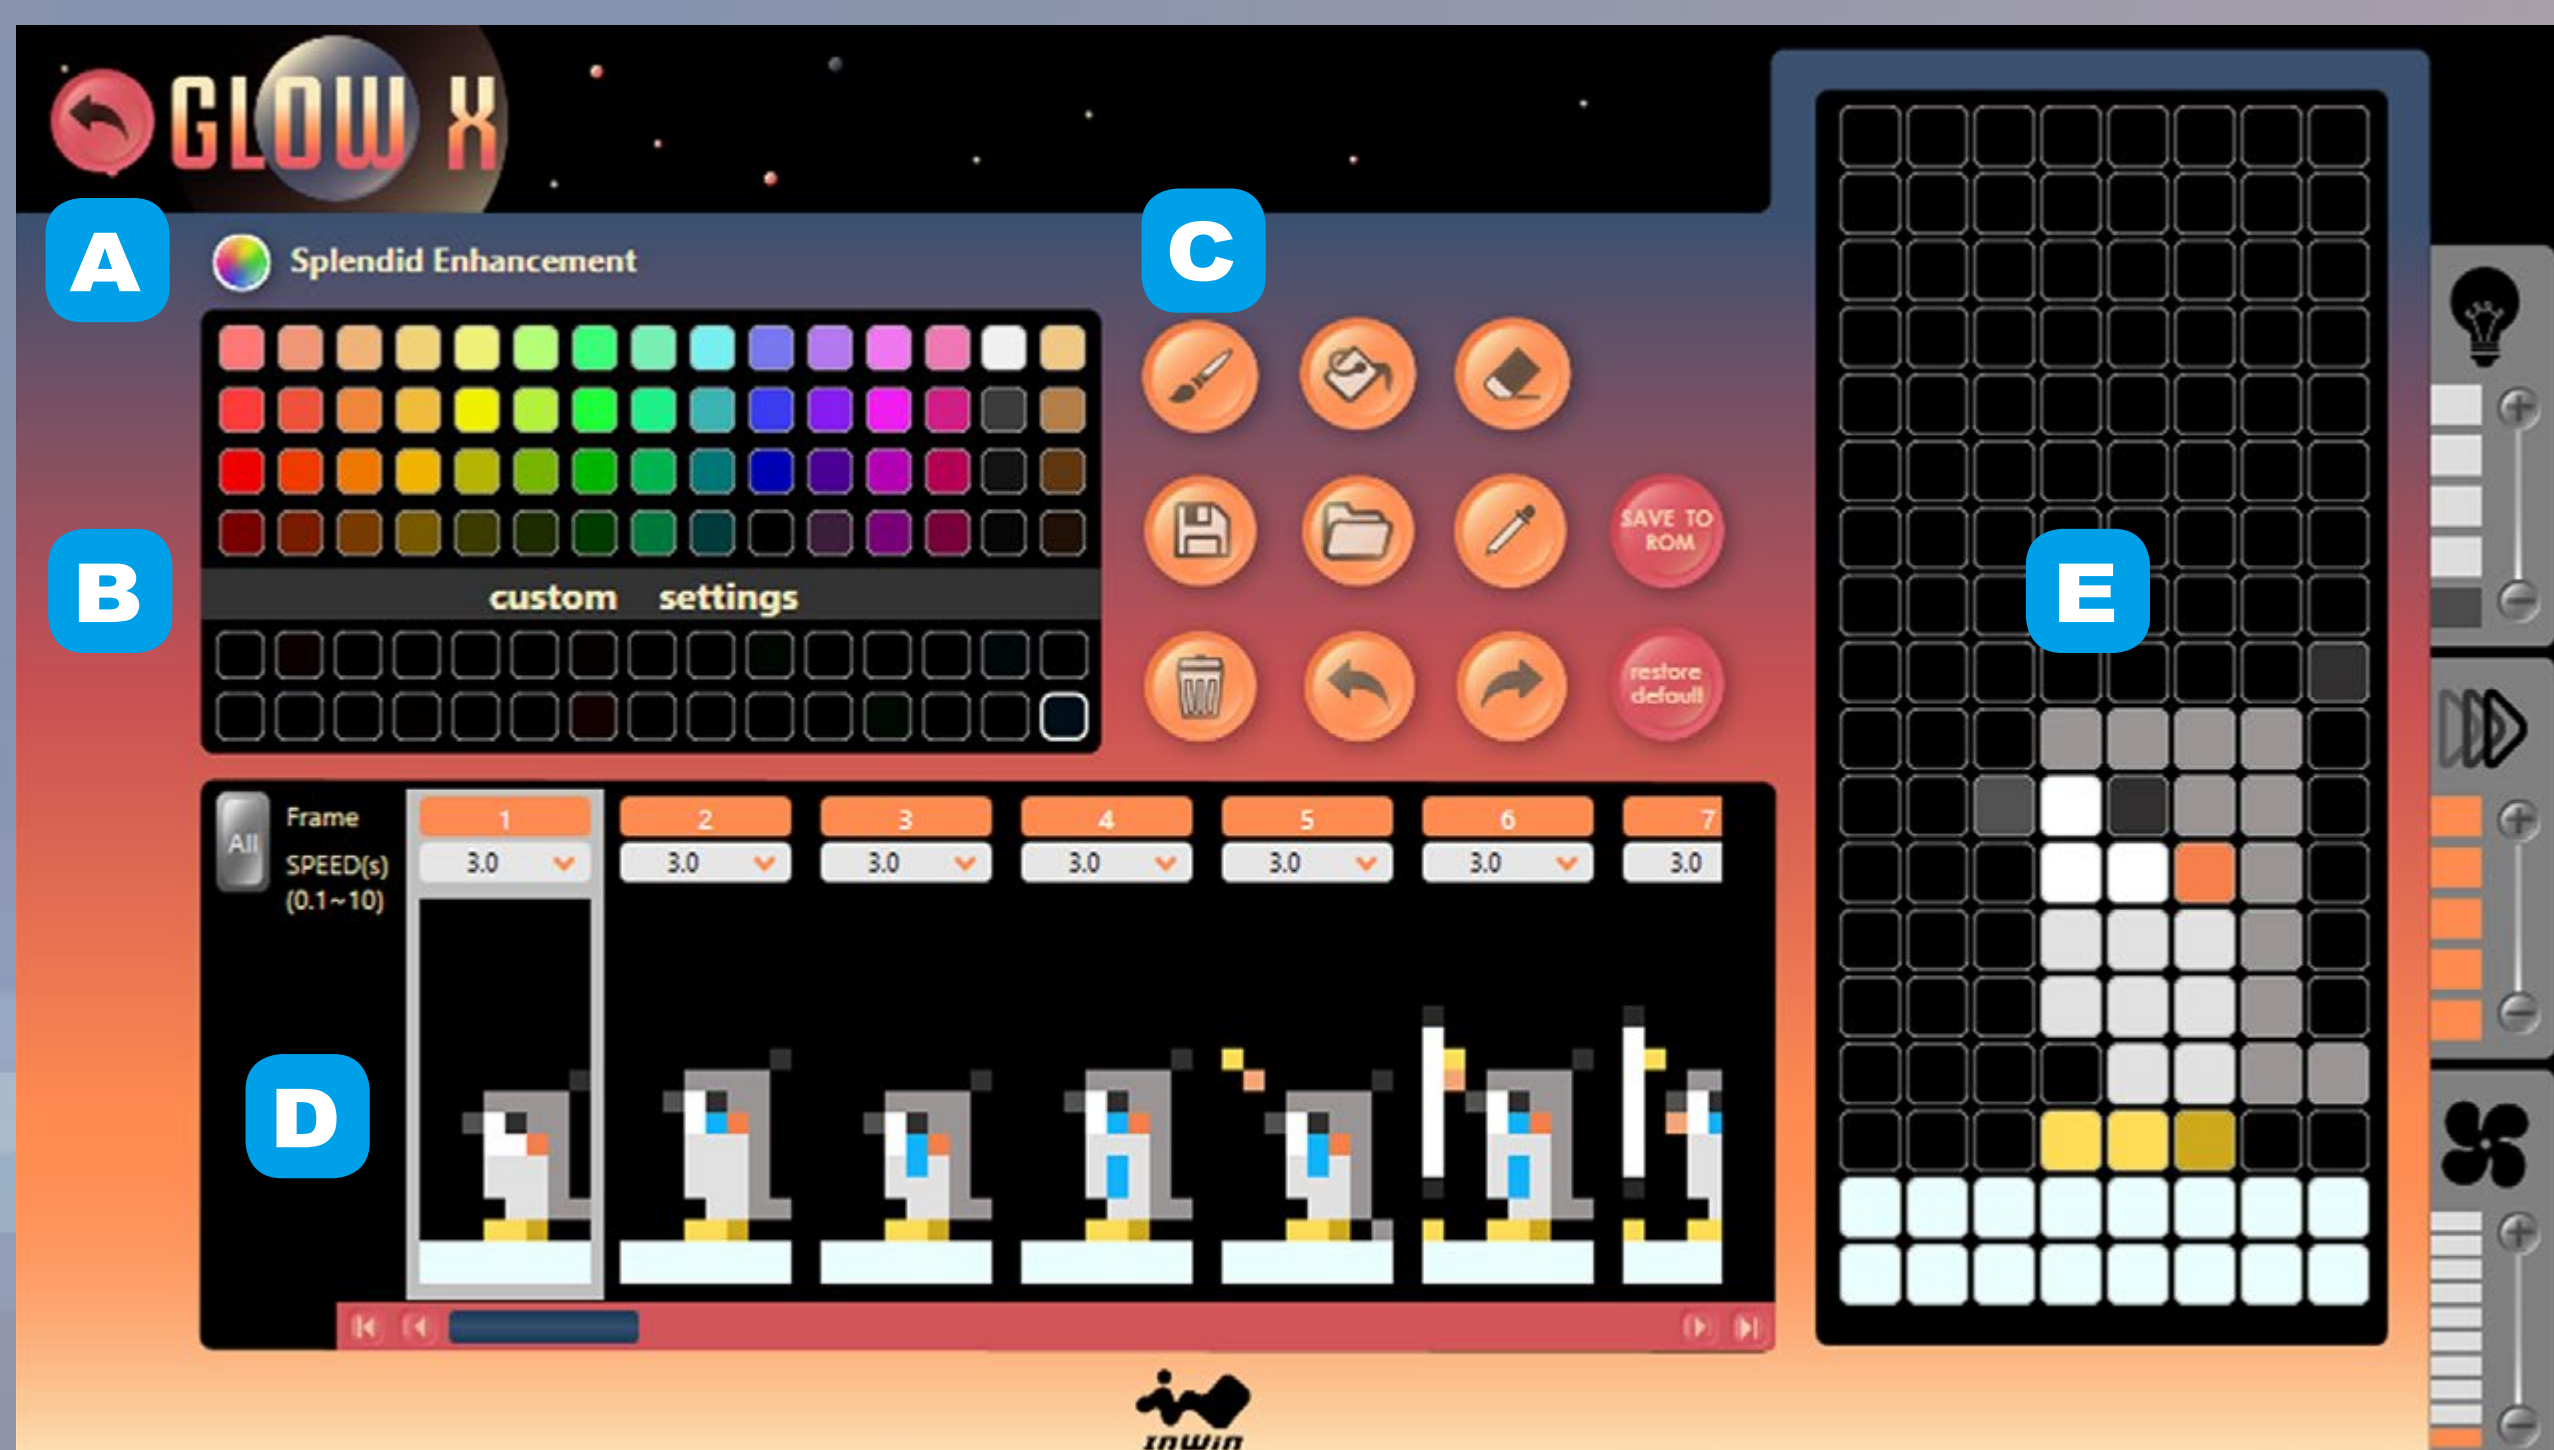 GLOW X
A
Splendid Enhancement
C
SAVE TO
ROM
B
custom settings
E
restore
default
All
Frame
1
2
3
4
5
6
7
SPEED(s)
3.0
3.0
3.0
3.0
3.0
3.0
3.0
(0.1~10)
D
InWin